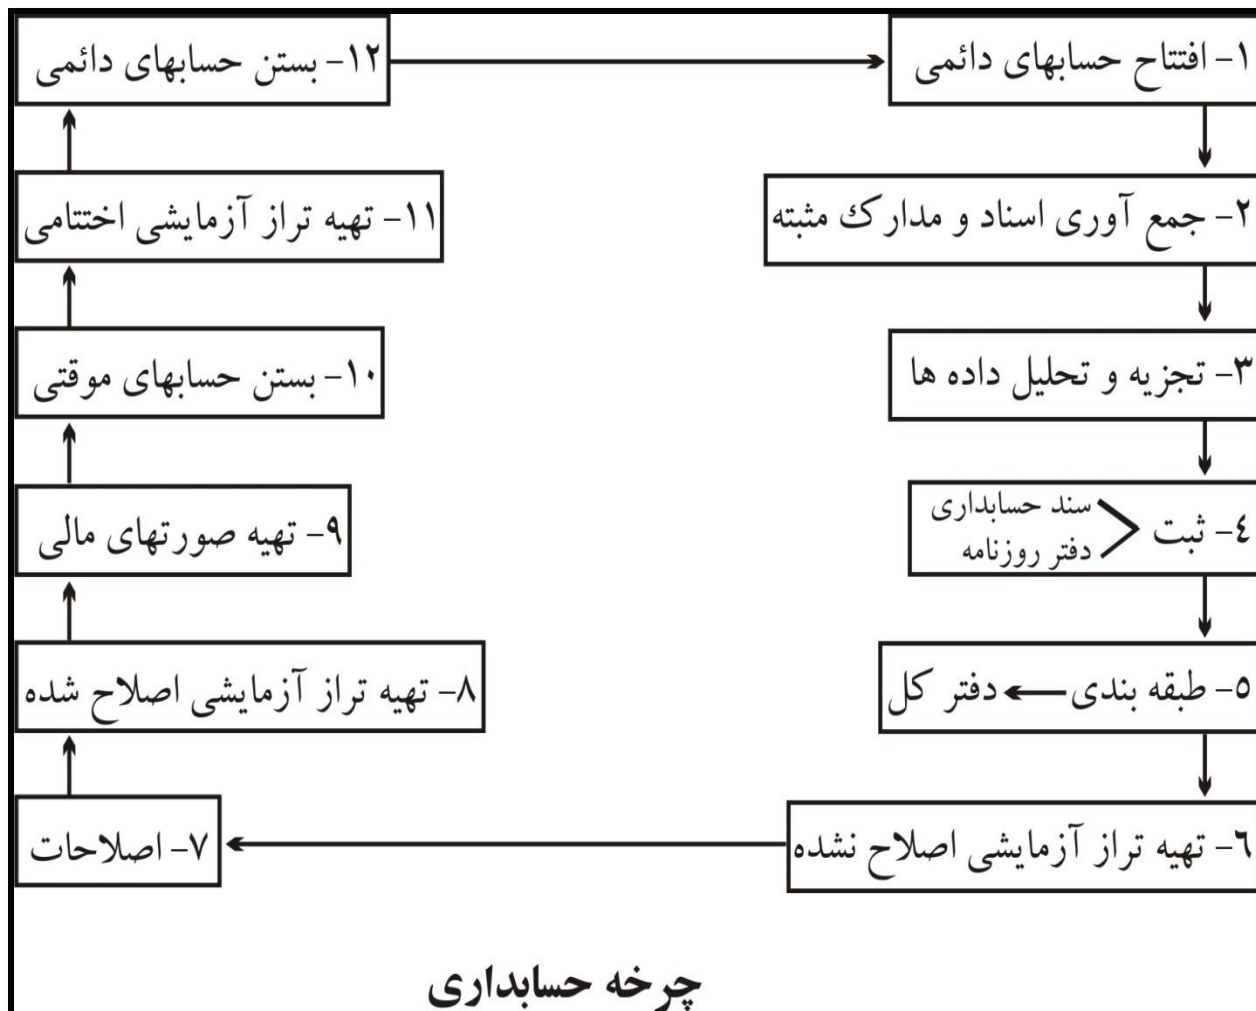 ۱- افتتاح حسابهای دائمی
۲- جمع آوری اسناد و مدارك مثبته
۳- تجزیه و تحلیل داده ها
٤- ثبت
سند حسابداری
دفتر روزنامه
٥- طبقه بندی
دفتر کل
٦- تهیه تراز آزمایشی اصلاح نشده
۷- اصلاحات
۸- تهیه تراز آزمایشی اصلاح شده
۹- تهیه صورتهای مالی
۱۰- بستن حسابهای موقتی
۱۱- تهیه تراز آزمایشی اختتامی
۱۲- بستن حسابهای دائمی
چرخه حسابداری